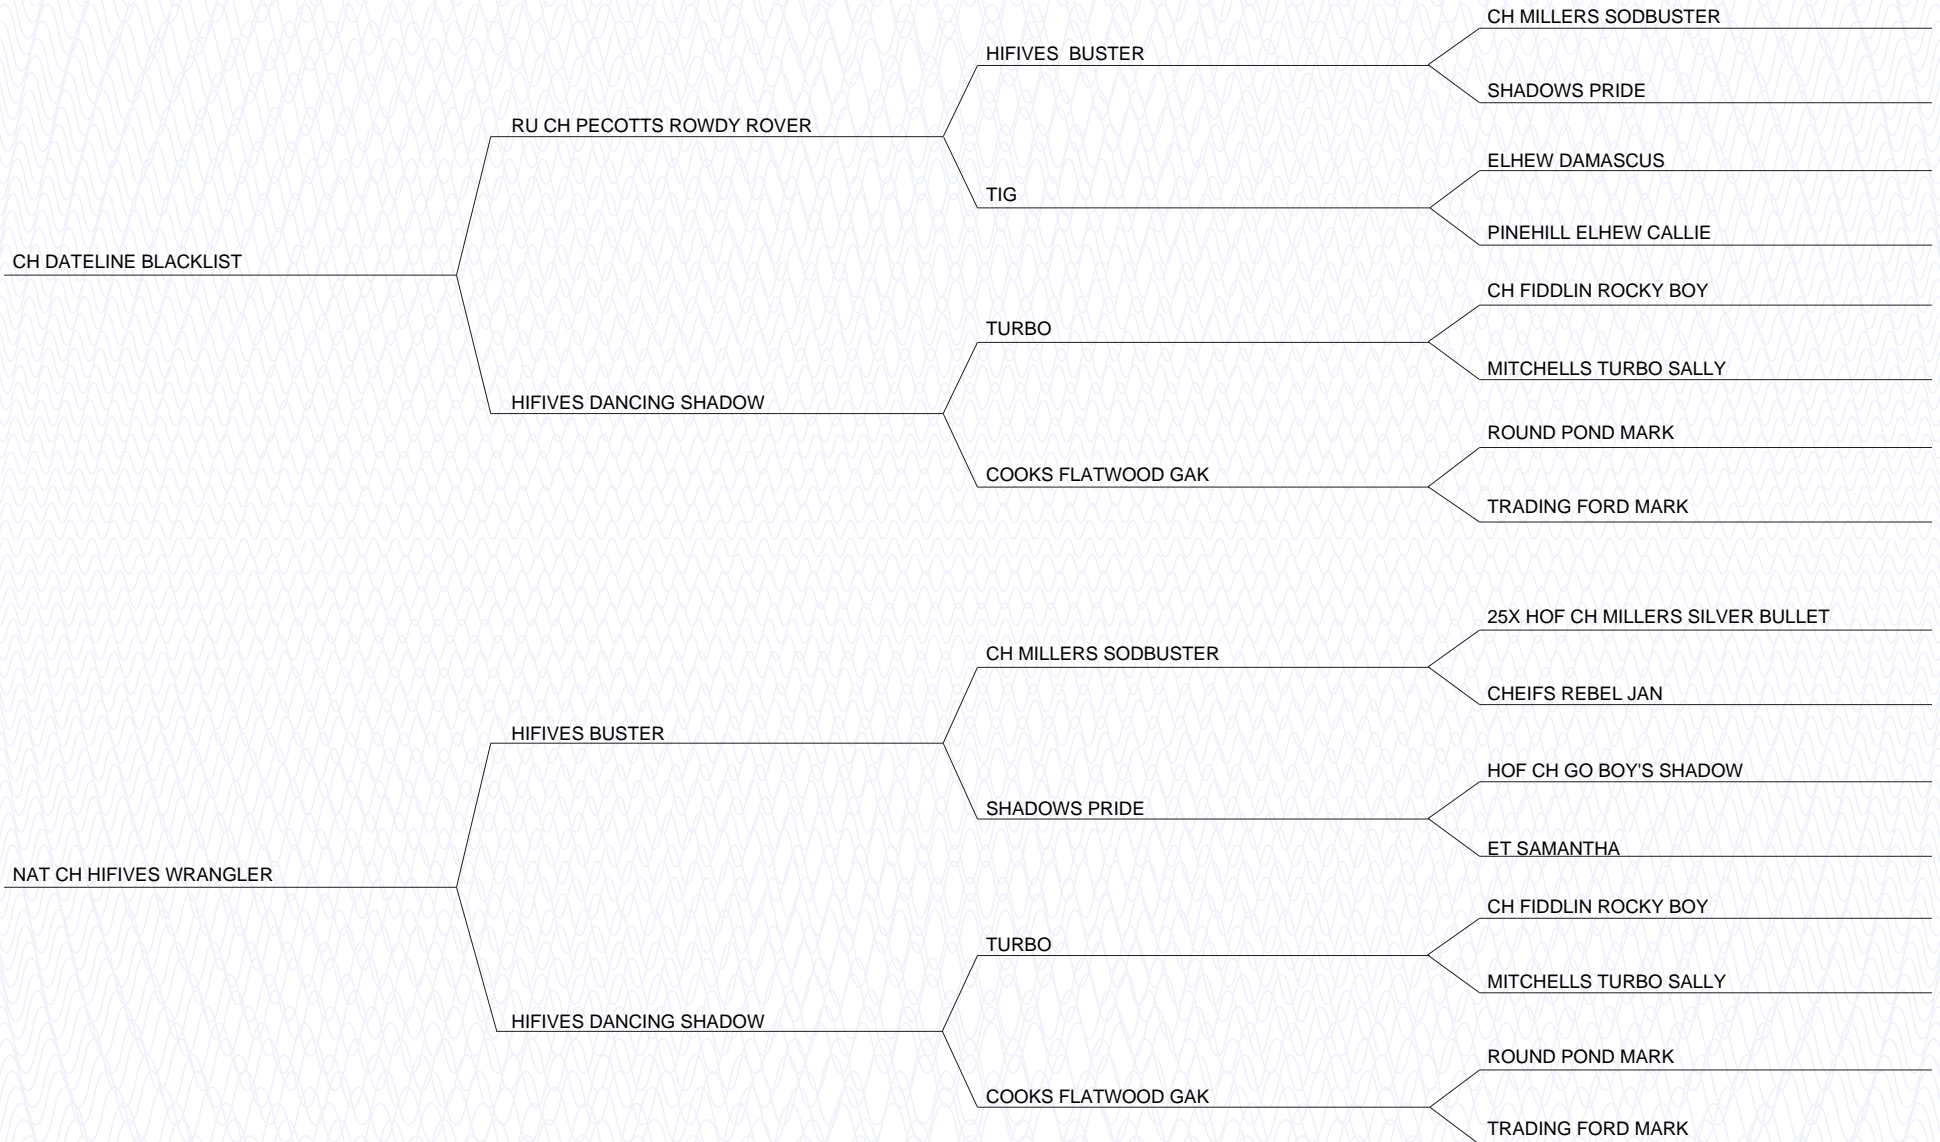 CH MILLERS SODBUSTER
HIFIVES  BUSTER
SHADOWS PRIDE
RU CH PECOTTS ROWDY ROVER
ELHEW DAMASCUS
TIG
PINEHILL ELHEW CALLIE
CH DATELINE BLACKLIST
CH FIDDLIN ROCKY BOY
TURBO
MITCHELLS TURBO SALLY
HIFIVES DANCING SHADOW
ROUND POND MARK
COOKS FLATWOOD GAK
TRADING FORD MARK
25X HOF CH MILLERS SILVER BULLET
CH MILLERS SODBUSTER
CHEIFS REBEL JAN
HIFIVES BUSTER
HOF CH GO BOY'S SHADOW
SHADOWS PRIDE
ET SAMANTHA
NAT CH HIFIVES WRANGLER
CH FIDDLIN ROCKY BOY
TURBO
MITCHELLS TURBO SALLY
HIFIVES DANCING SHADOW
ROUND POND MARK
COOKS FLATWOOD GAK
TRADING FORD MARK